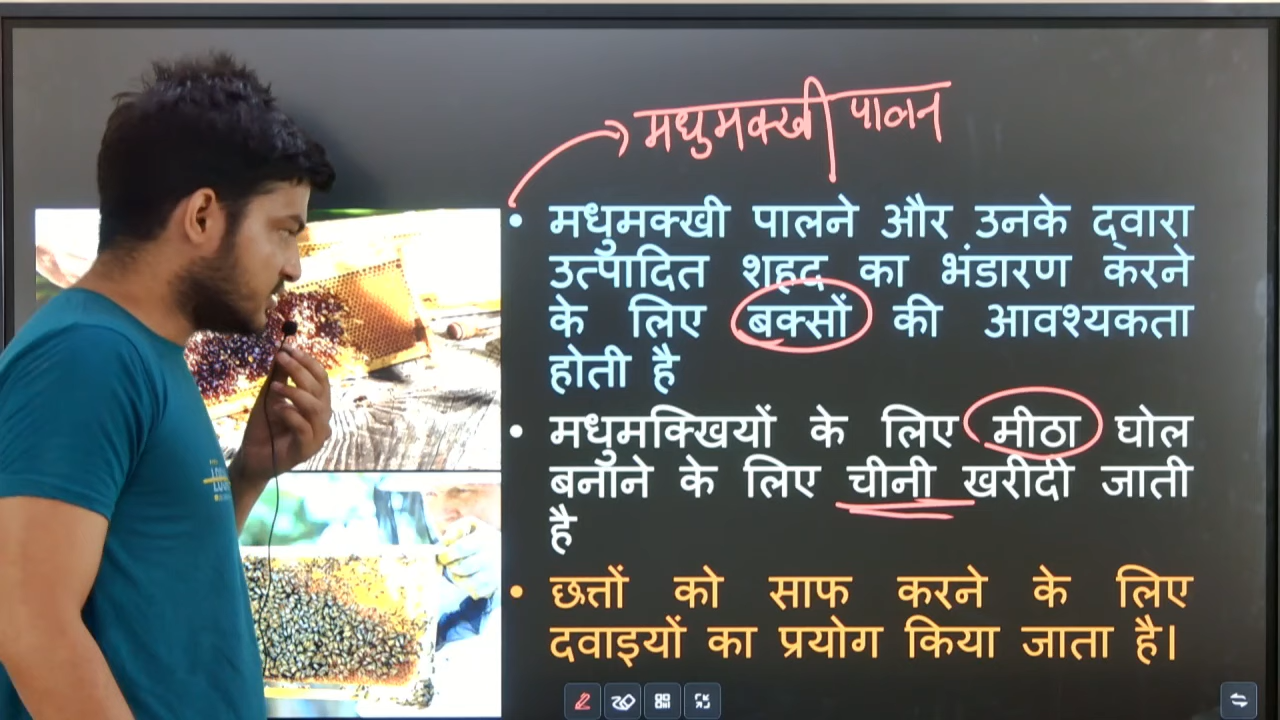 मधुमक्खी पालन
• मधुमक्खी पालने और उनके द्वारा
उत्पादित शहद का भंडारण करने
के लिए बक्सों की आवश्यकता
होती है
• मधुमक्खियों के लिए मीठा घोल
बनाने के लिए चीनी खरीदी जाती
है
• छत्तों को साफ करने के लिए
दवाइयों का प्रयोग किया जाता है।